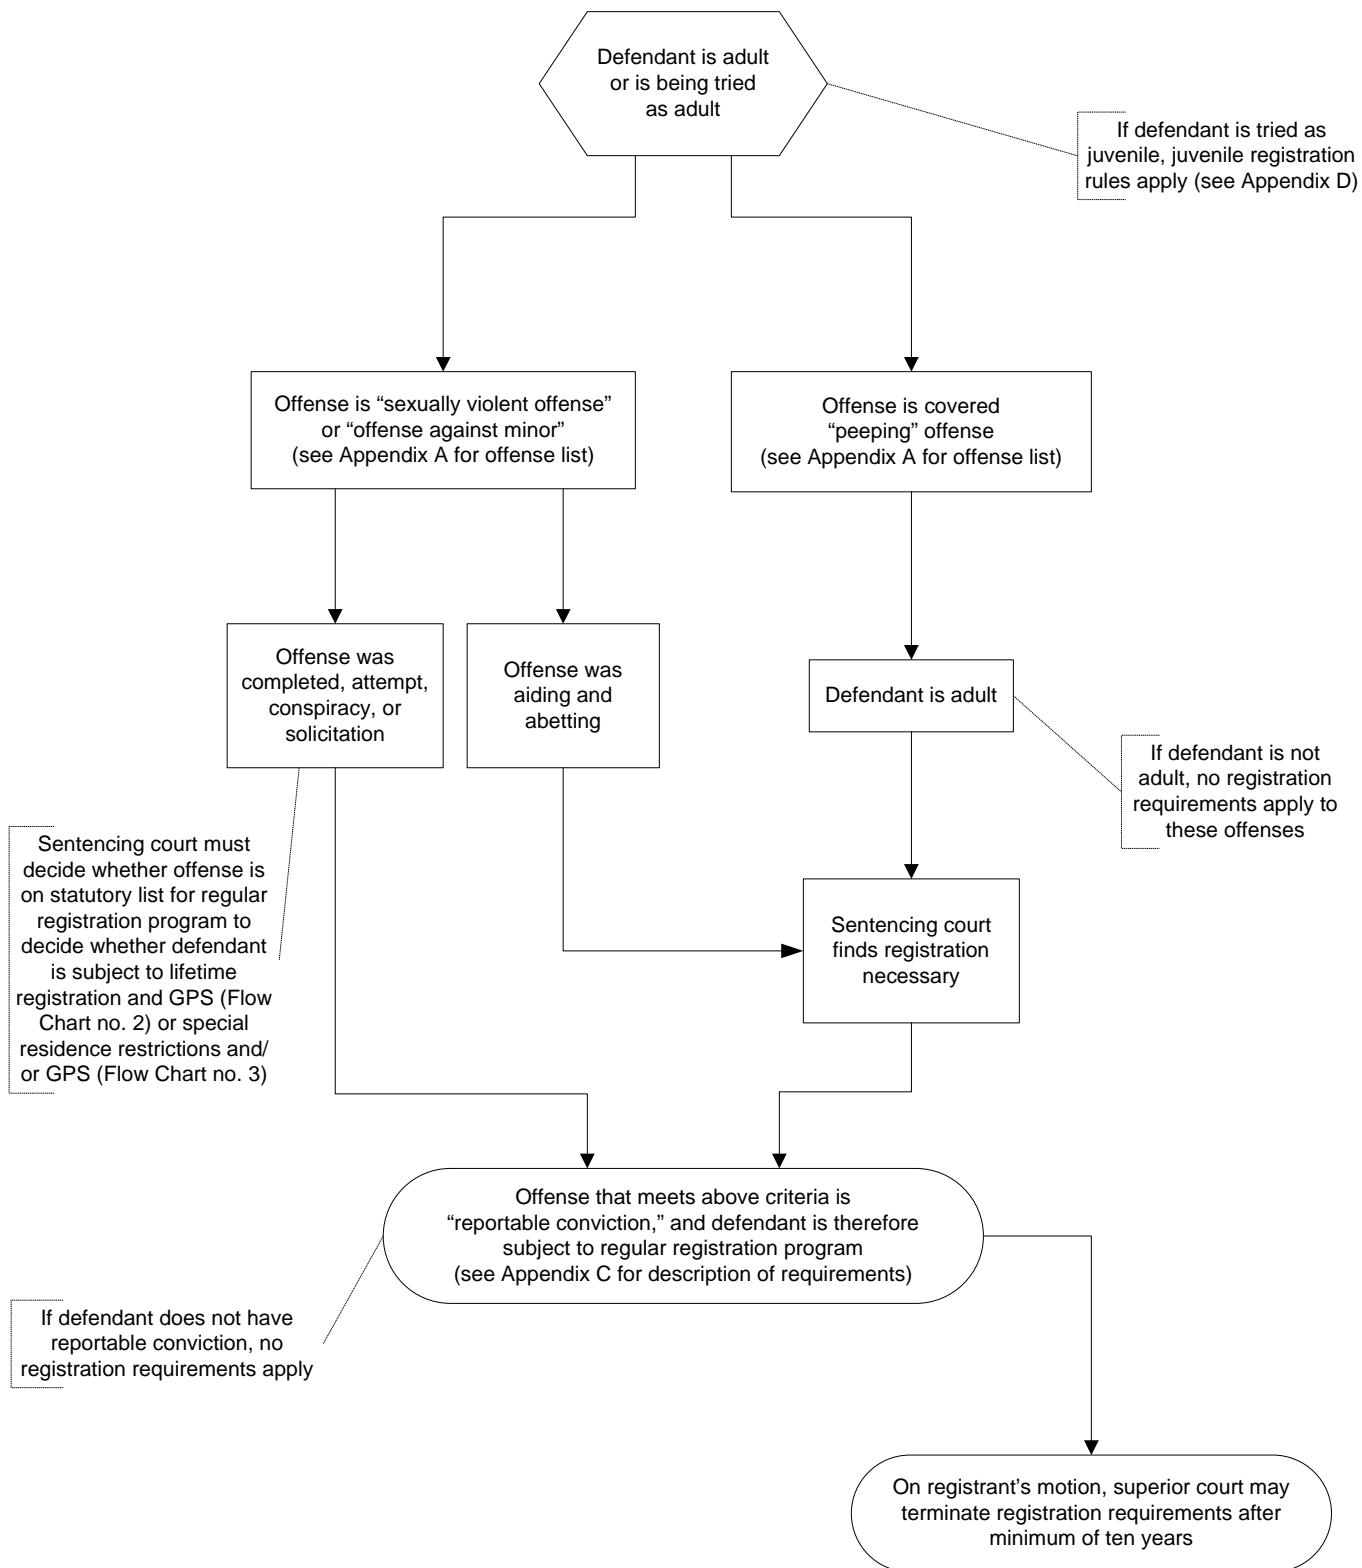 Defendant is adult
or is being tried
as adult
If defendant is tried as
juvenile, juvenile registration
rules apply (see Appendix D)
Offense is “sexually violent offense”
or “offense against minor”
(see Appendix A for offense list)
Offense is covered
“peeping” offense
(see Appendix A for offense list)
Offense was
completed, attempt,
conspiracy, or
solicitation
Offense was
aiding and
abetting
Defendant is adult
If defendant is not
adult, no registration
requirements apply to
these offenses
Sentencing court must
decide whether offense is
on statutory list for regular
registration program to
decide whether defendant
is subject to lifetime
registration and GPS (Flow
Chart no. 2) or special
residence restrictions and/
or GPS (Flow Chart no. 3)
Sentencing court
finds registration
necessary
Offense that meets above criteria is
“reportable conviction,” and defendant is therefore
subject to regular registration program
(see Appendix C for description of requirements)
If defendant does not have
reportable conviction, no
registration requirements apply
On registrant’s motion, superior court may
terminate registration requirements after
minimum of ten years